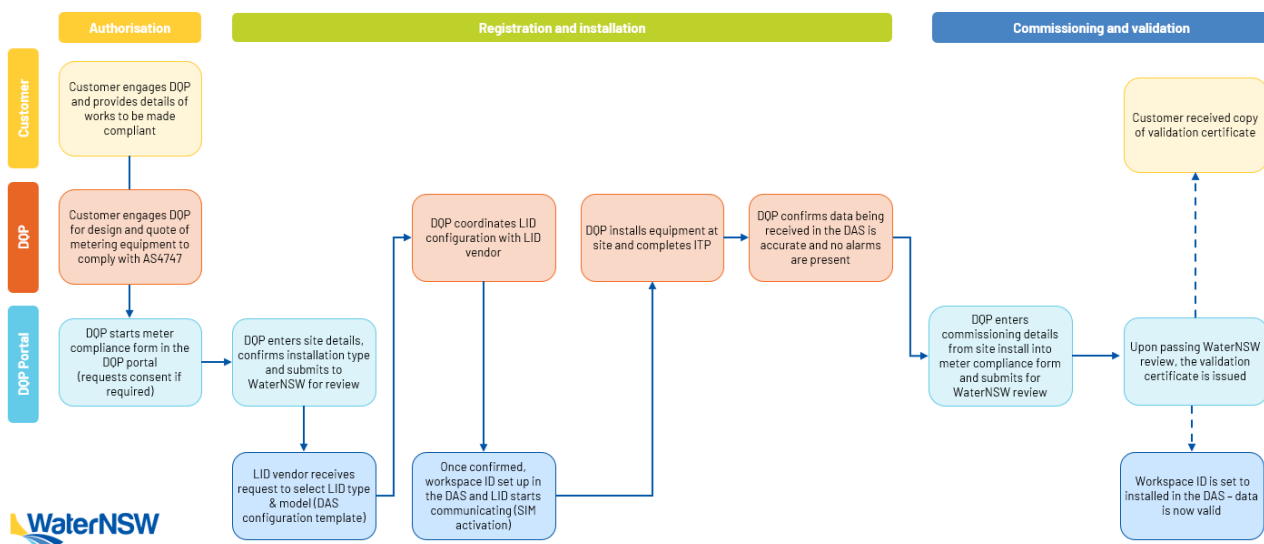 Authorisation
Registration and installation
Commissioning and validation
Customer
Customer engages DQP
and provides details of
works to be made
compliant
Customer received copy
of validation certificate
DQP
Customer engages DQP
for design and quote of
metering equipment to
comply with AS4747
DQP coordinates LID
configuration with LID
vendor
DQP installs equipment at
site and completes ITP
DQP confirms data being
received in the DAS is
accurate and no alarms
are present
DQP Portal
DQP starts meter
compliance form in the
DQP portal
(requests consent if
required)
DQP enters site details,
confirms installation type
and submits to
WaterNSW for review
DQP enters
commissioning details
from site install into
meter compliance form
and submits for
WaterNSW review
Upon passing WaterNSW
review, the validation
certificate is issued
LID vendor receives
request to select LID type
& model (DAS
configuration template)
Once confirmed,
workspace ID set up in
the DAS and LID starts
communicating (SIM
activation)
Workspace ID is set to
installed in the DAS – data
is now valid
WaterNSW